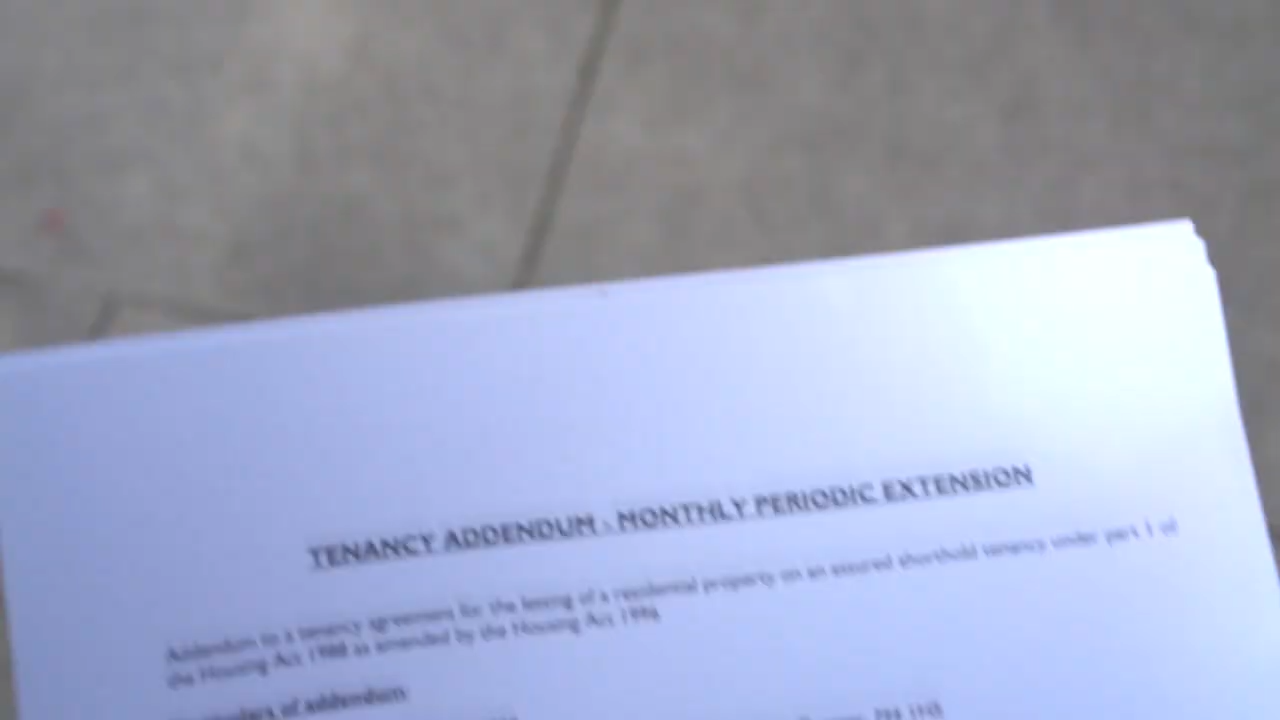 TENANCY ADDENDUM - MONTHLY PERIODIC EXTENSION
Addendum to a tenancy agreement for the letting of a residential property on an assured shorthold tenancy under part 1 of
the Housing Act 1988 as amended by the Housing Act 1996
of addendum